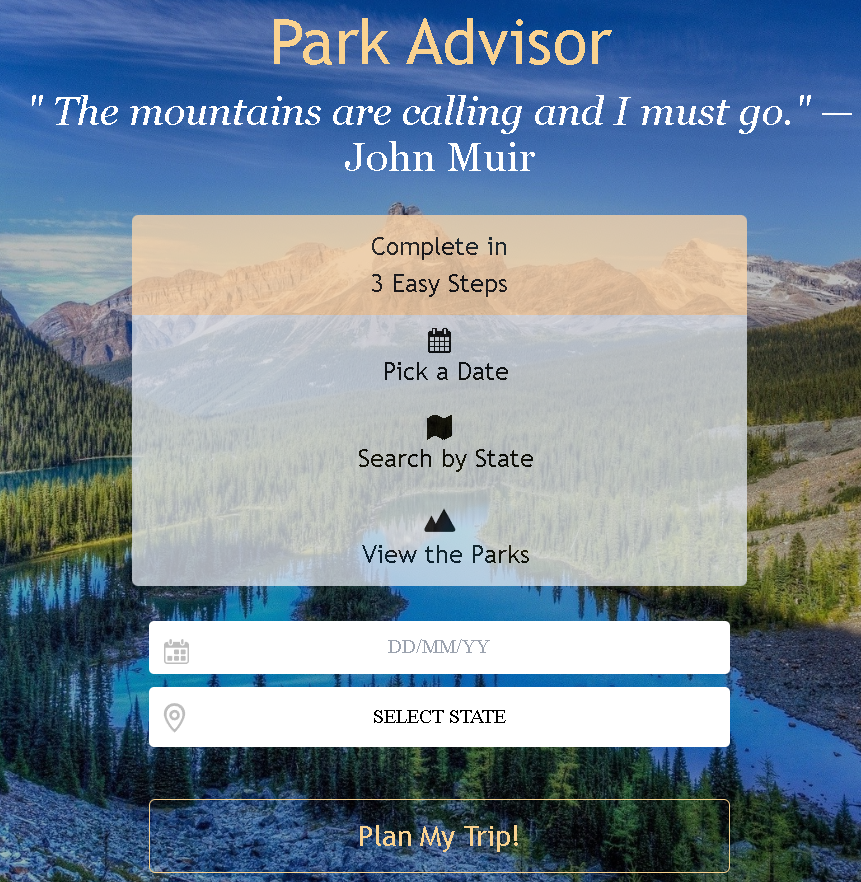 Park Advisor
" The mountains are calling and I must go." —
John Muir
Complete in
3 Easy Steps
Pick a Date
Search by State
View the Parks
DD/MM/YY
SELECT STATE
Plan My Trip!